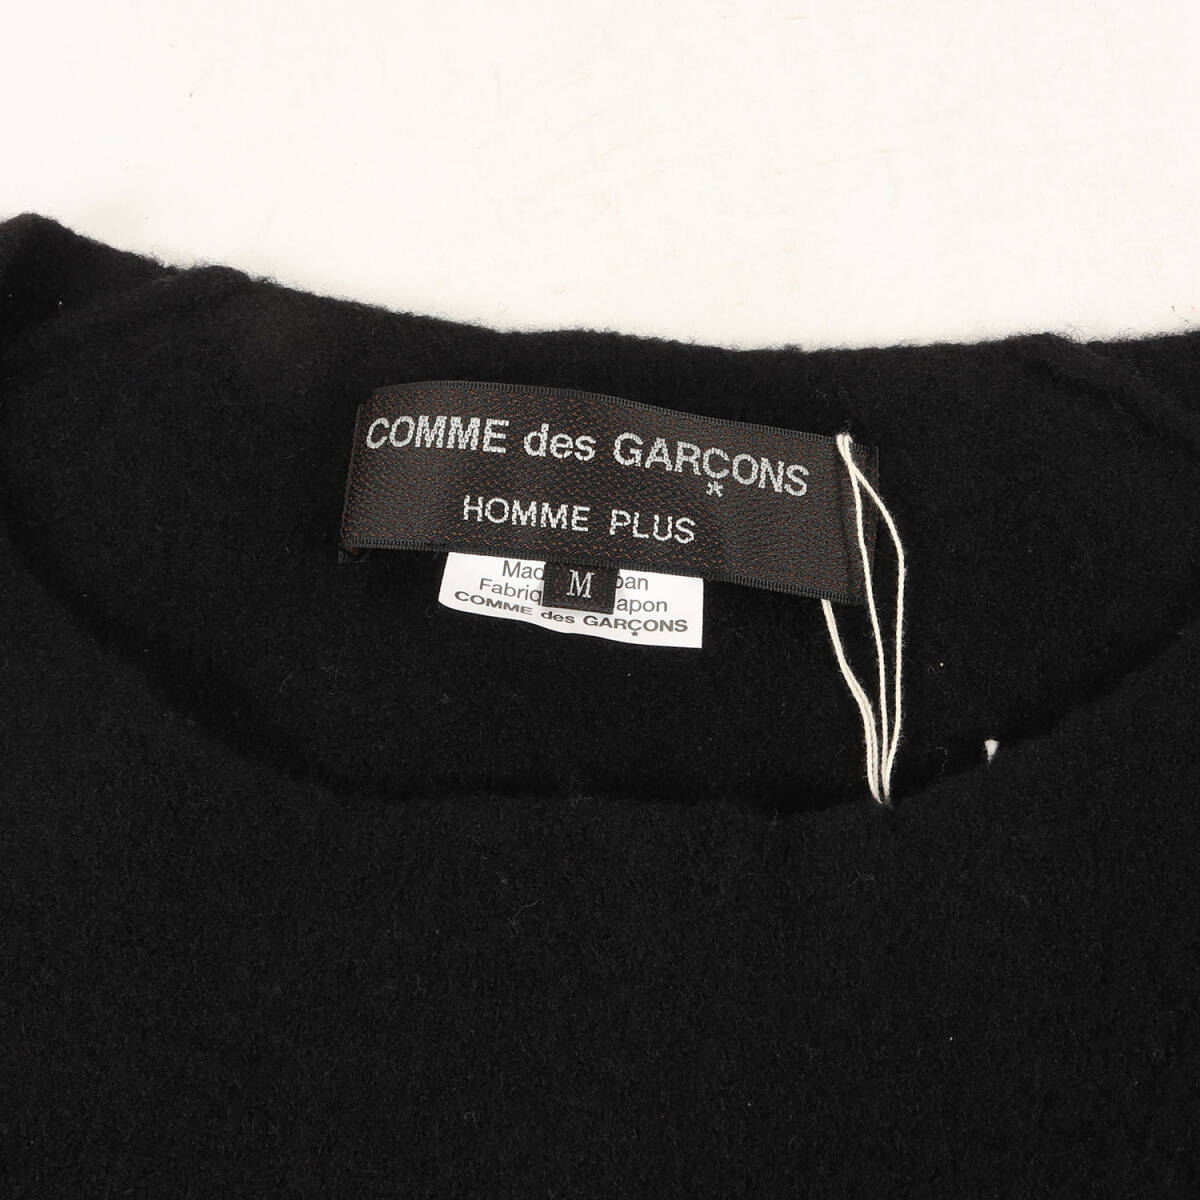 COMME des GARÇONS
*
HOMME PLUS
M
COMME des GARÇONS
*